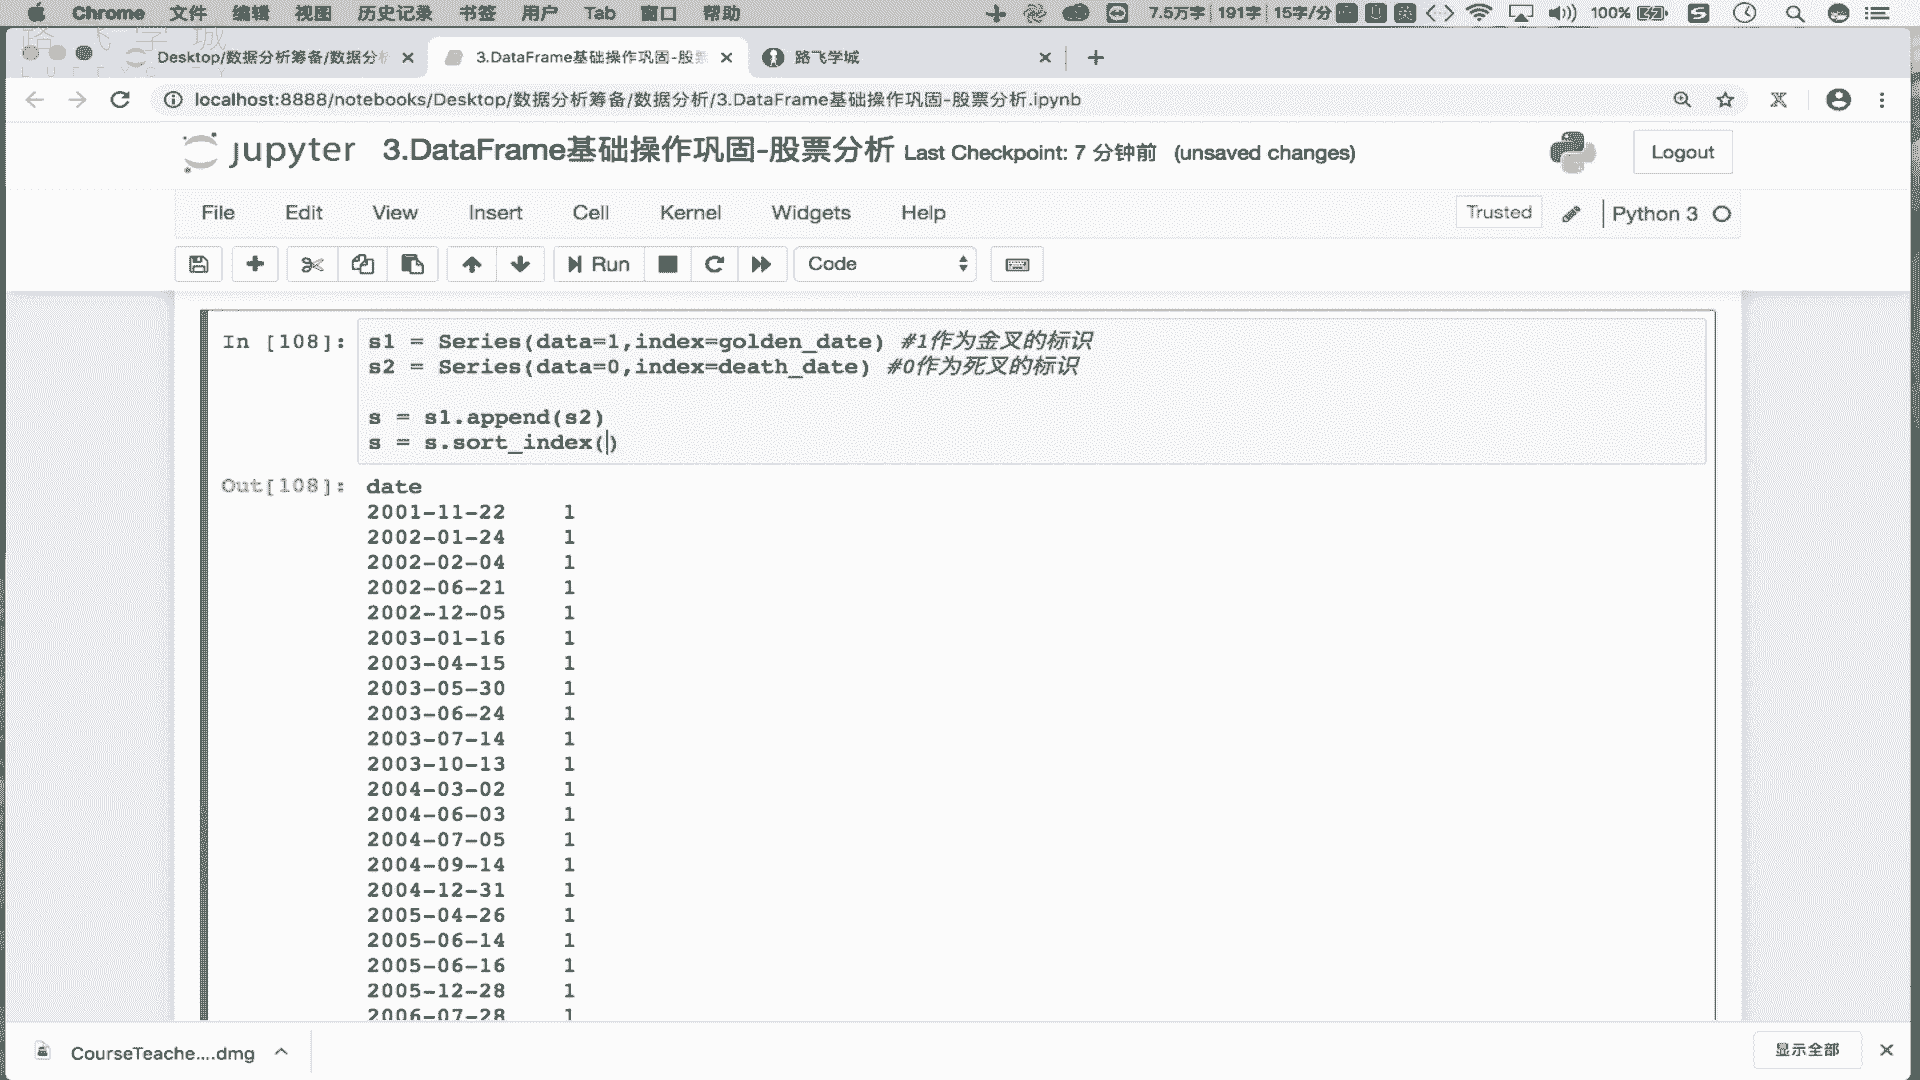 Chrome 文件 编辑 视图 历史记录 书签 用户 Tab 窗口 帮助 7.5万字 191字 15字/分 100%
路飞学城
Desktop/数据分析筹备/数据分析 3.DataFrame基础操作巩固-股票 路飞学城
localhost:8888/notebooks/Desktop/数据分析筹备/数据分析/3.DataFrame基础操作巩固-股票分析.ipynb
jupyter 3.DataFrame基础操作巩固-股票分析 Last Checkpoint: 7 分钟前 (unsaved changes) Logout
File Edit View Insert Cell Kernel Widgets Help Trusted Python 3
Run Code
In [108]: s1 = Series(data=1,index=golden_date) #1作为金叉的标识
s2 = Series(data=0,index=death_date) #0作为死叉的标识
s = s1.append(s2)
s = s.sort_index()
Out[108]: date
2001-11-22 1
2002-01-24 1
2002-02-04 1
2002-06-21 1
2002-12-05 1
2003-01-16 1
2003-04-15 1
2003-05-30 1
2003-06-24 1
2003-07-14 1
2003-10-13 1
2004-03-02 1
2004-06-03 1
2004-07-05 1
2004-09-14 1
2004-12-31 1
2005-04-26 1
2005-06-14 1
2005-06-16 1
2005-12-28 1
2006-07-28 1
CourseTeache....dmg 显示全部